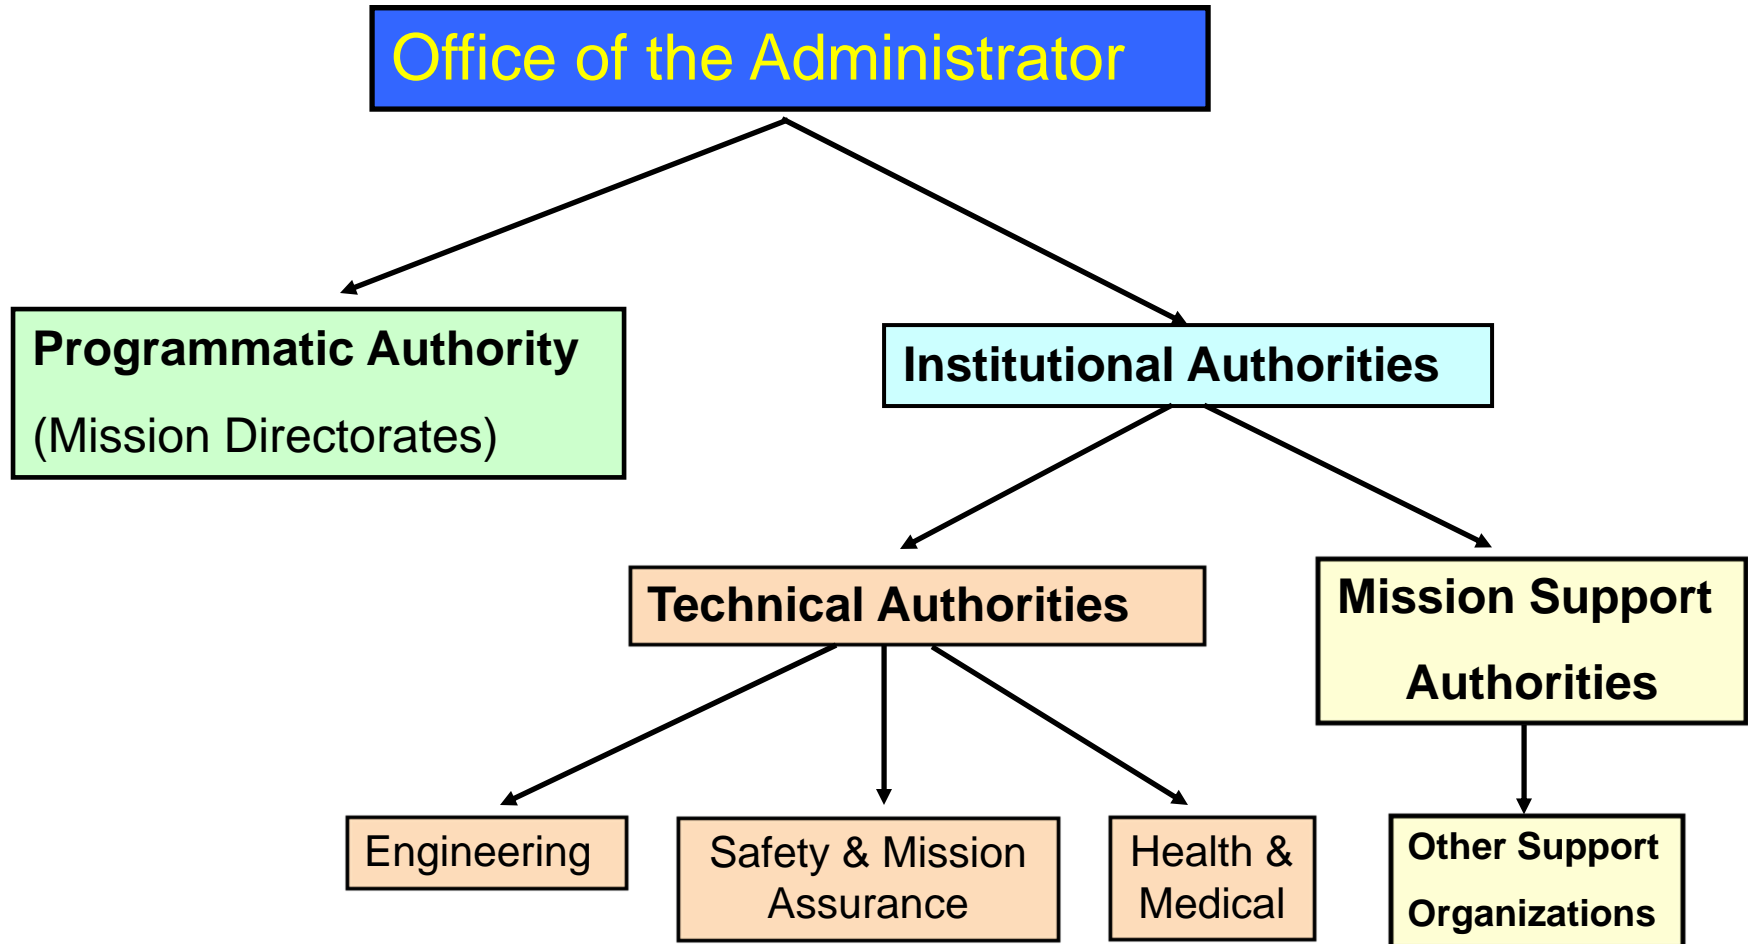 Office of the Administrator
Programmatic Authority
(Mission Directorates)
Institutional Authorities
Technical Authorities
Mission Support
Authorities
Engineering
Safety & Mission
Assurance
Health &
Medical
Other Support
Organizations